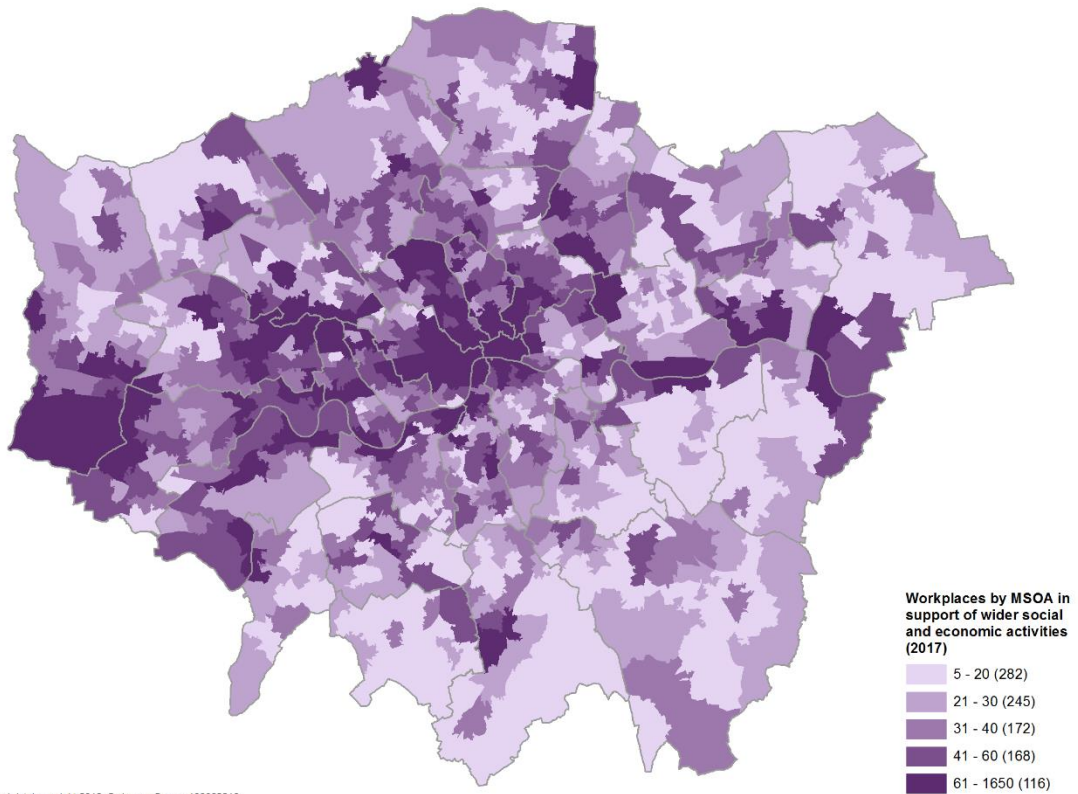 Workplaces by MSOA in
support of wider social
and economic activities
(2017)
5 - 20 (282)
21 - 30 (245)
31 - 40 (172)
41 - 60 (168)
61 - 1650 (116)